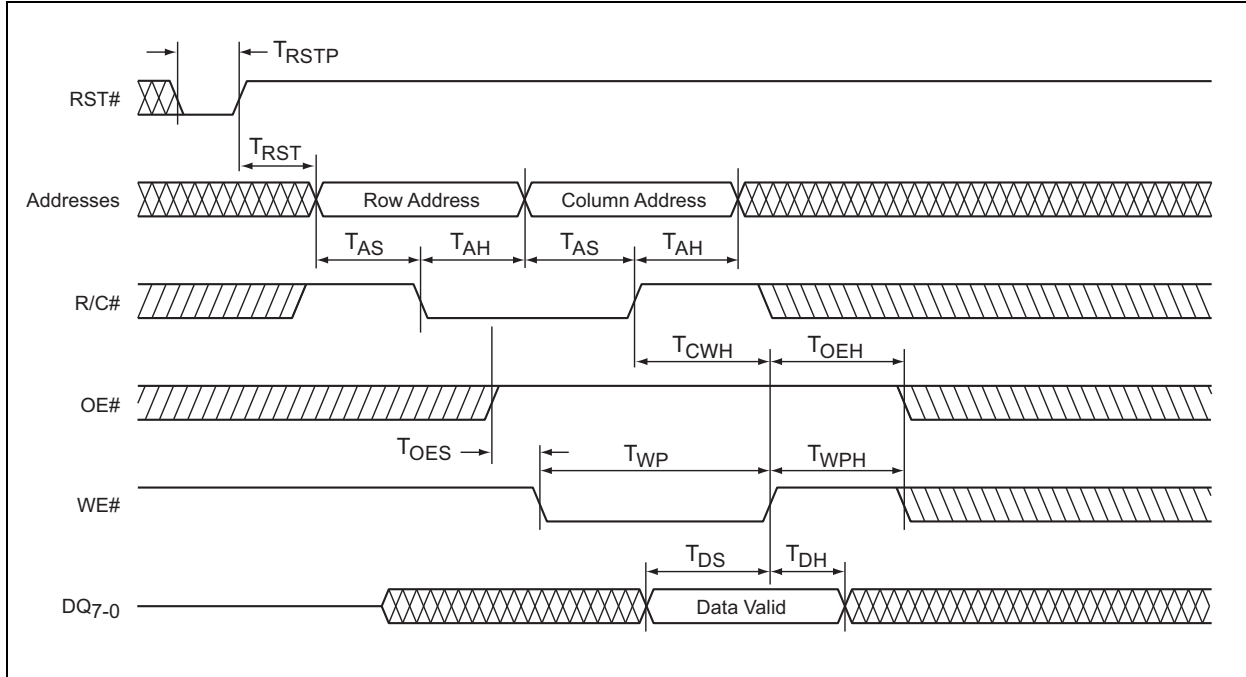 TRSTP
RST#
TRST
Addresses
Row Address
Column Address
TAS
TAH
TAS
TAH
R/C#
TCWH
TOEH
OE#
TOES
TWP
TWPH
WE#
TDS
TDH
DQ7-0
Data Valid